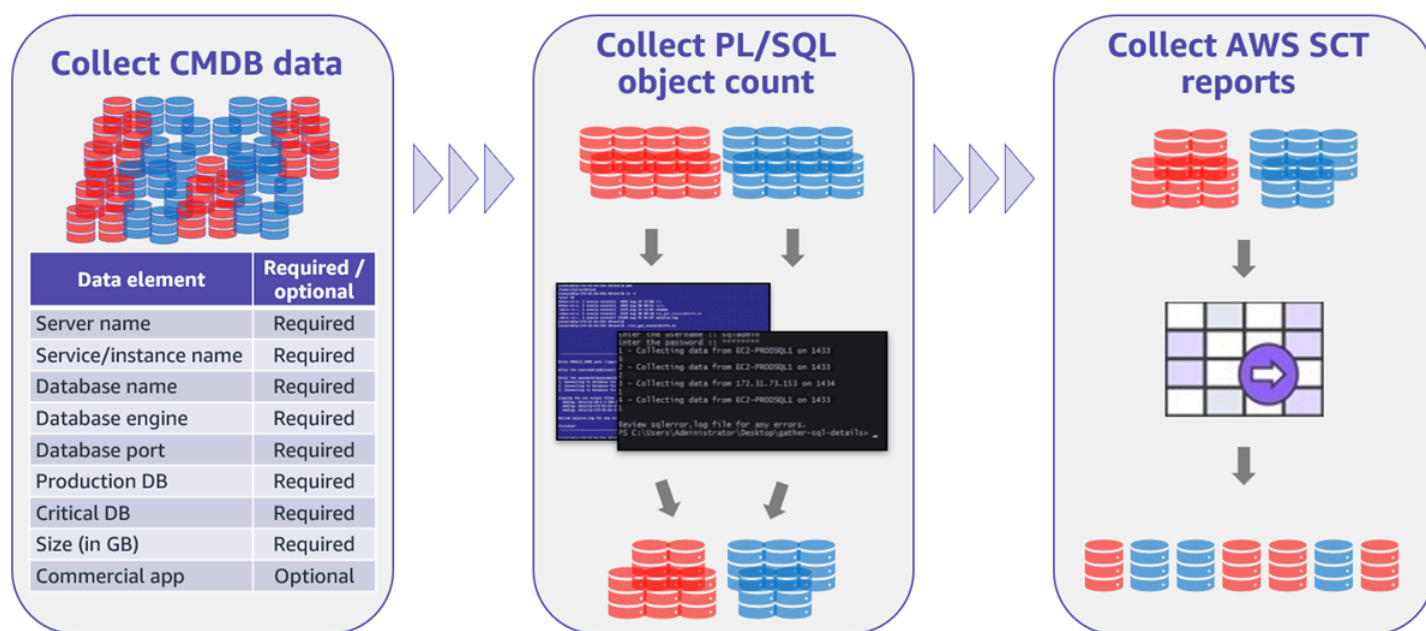 Collect CMDB data
Data element Required / optional
Server name Required
Service/instance name Required
Database name Required
Database engine Required
Database port Required
Production DB Required
Critical DB Required
Size (in GB) Required
Commercial app Optional
Collect PL/SQL
object count
Enter the username :: sqladmin
Enter the password :: ********
1 - Collecting data from EC2-PRODSQL1 on 1433
2 - Collecting data from EC2-PRODSQL1 on 1433
3 - Collecting data from 172.31.73.153 on 1434
4 - Collecting data from EC2-PRODSQL1 on 1433
Review sqlerror.log file for any errors.
PS C:\Users\Administrator\Desktop\gather-sql-details>
Collect AWS SCT
reports